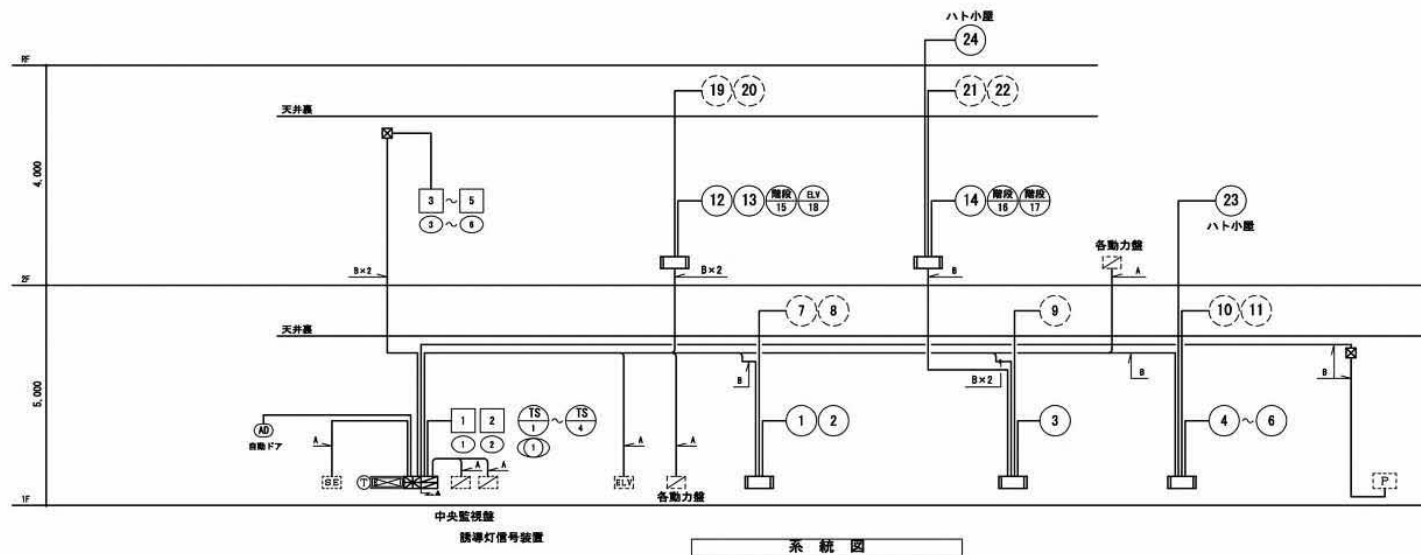 ハト小屋
24
RF
19 20
21 22
天井裏
4,000
3 ～ 5
3 ～ 6
12 13 階段 15 ELV 18
14 階段 16 階段 17
23
ハト小屋
各動力盤
B×2
B×2
B
A
2F
7 8
9
10 11
天井裏
5,000
B
B×2
B
B
AD
自動ドア
A
1 2 TS 1 ～ TS 4
1 2 1
A
A
1 2
3
4 ～ 6
A
A
SE
T
ELV
P
A
各動力盤
1F
中央監視盤
誘導灯信号装置
系統図